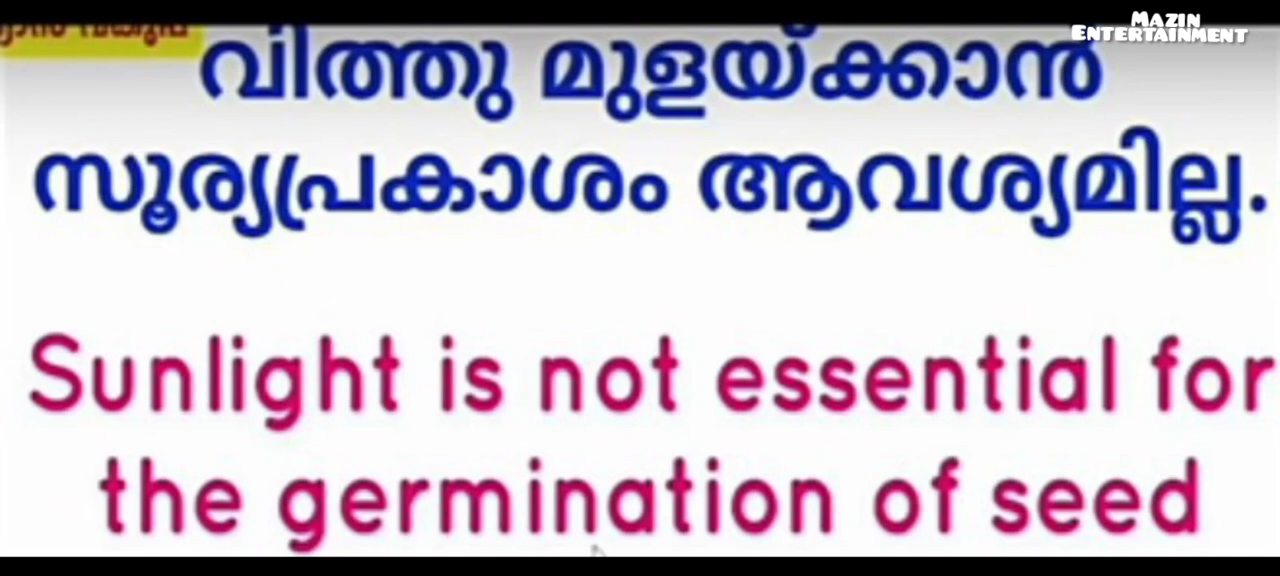 MAZIN
ENTERTAINMENT
വിത്തു മുളയ്ക്കാൻ
സൂര്യപ്രകാശം ആവശ്യമില്ല.
Sunlight is not essential for
the germination of seed